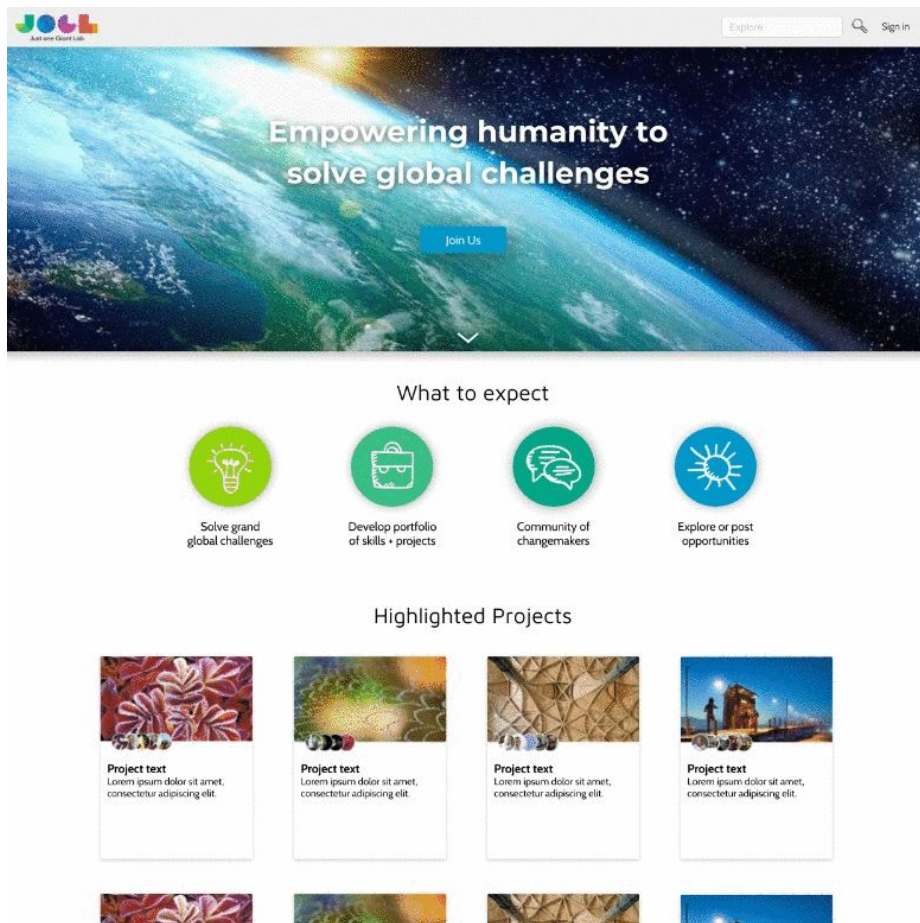 JOGL
Just one Giant Lab
Explore
Sign in
Empowering humanity to
solve global challenges
Join Us
What to expect
Solve grand
global challenges
Develop portfolio
of skills + projects
Community of
changemakers
Explore or post
opportunities
Highlighted Projects
Project text
Lorem ipsum dolor sit amet,
consectetur adipiscing elit.
Project text
Lorem ipsum dolor sit amet,
consectetur adipiscing elit.
Project text
Lorem ipsum dolor sit amet,
consectetur adipiscing elit.
Project text
Lorem ipsum dolor sit amet,
consectetur adipiscing elit.